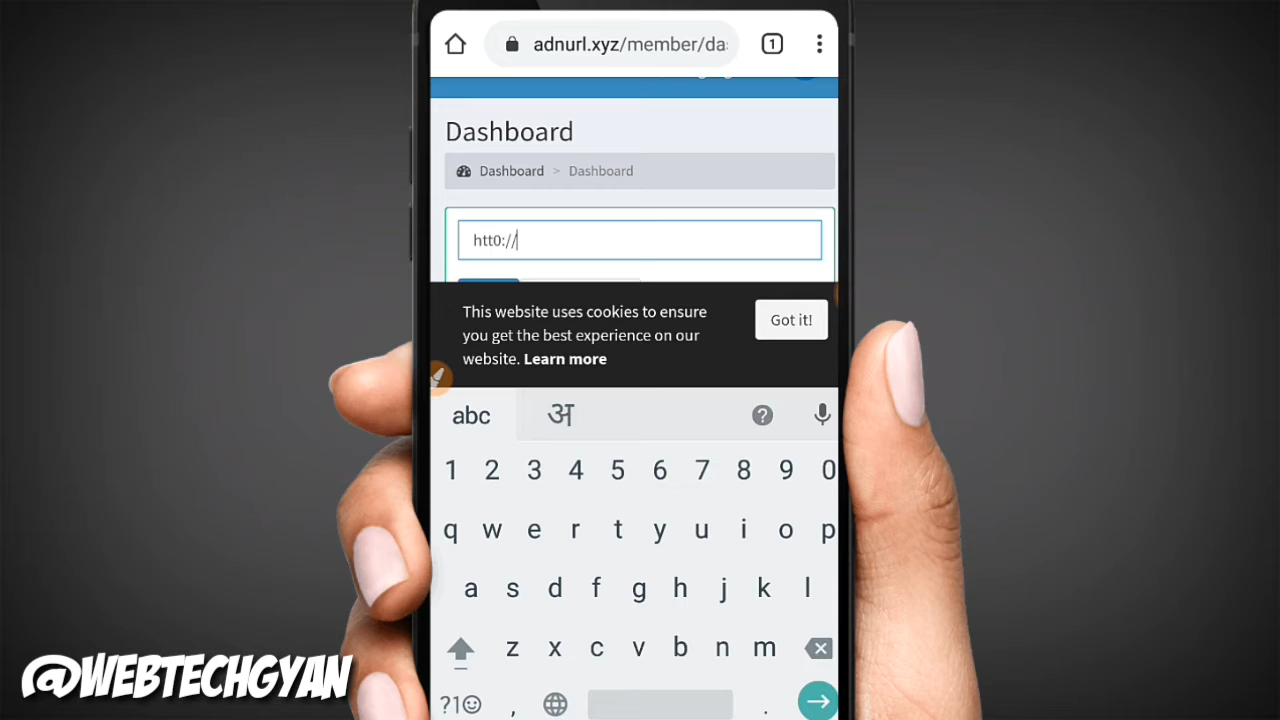 adnurl.xyz/member/da
1
Dashboard
Dashboard > Dashboard
htt0://
This website uses cookies to ensure
you get the best experience on our
website. Learn more
Got it!
abc अ ?
1 2 3 4 5 6 7 8 9 0
q w e r t y u i o p
a s d f g h j k l
z x c v b n m
?1☺ , .
@WEBTECHGYAN